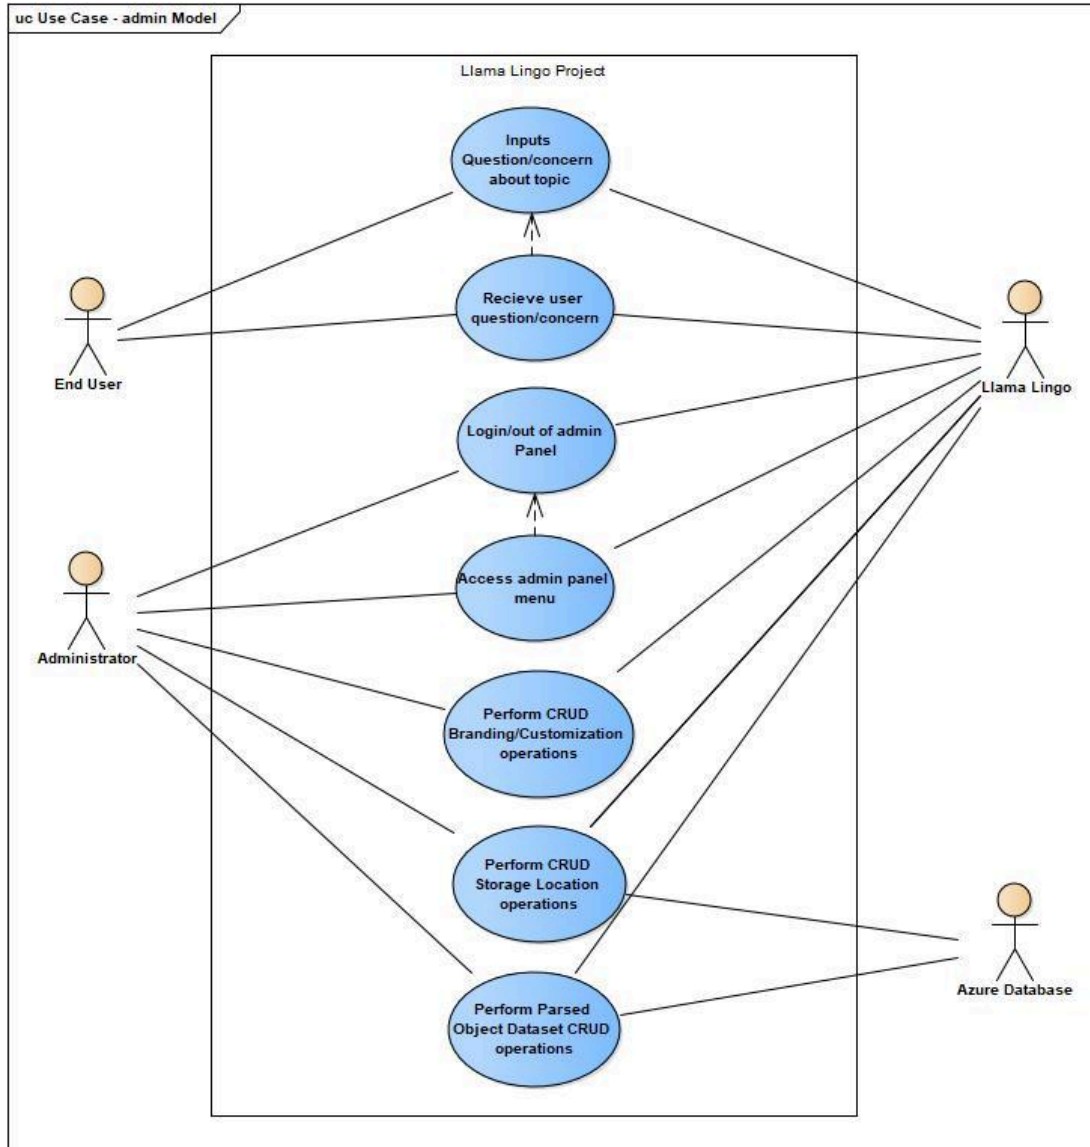 uc Use Case - admin Model
Llama Lingo Project
Inputs
Question/concern
about topic
Recieve user
question/concern
End User
Llama Lingo
Login/out of admin
Panel
Access admin panel
menu
Administrator
Perform CRUD
Branding/Customization
operations
Perform CRUD
Storage Location
operations
Azure Database
Perform Parsed
Object Dataset CRUD
operations